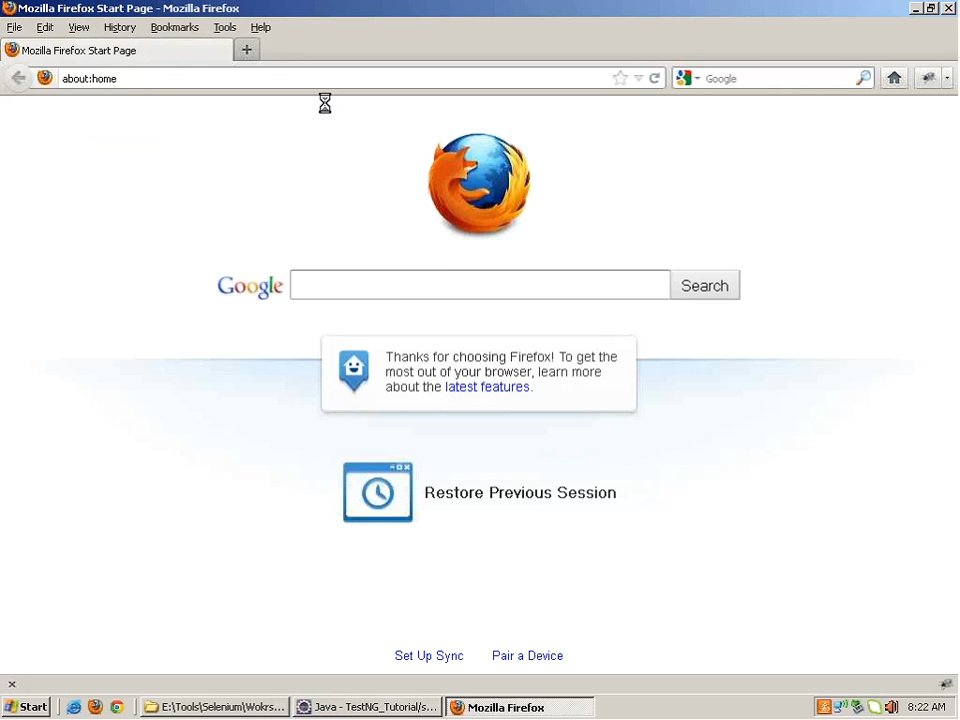 Mozilla Firefox Start Page - Mozilla Firefox
File Edit View History Bookmarks Tools Help
Mozilla Firefox Start Page +
about:home
Google
Google
Search
Thanks for choosing Firefox! To get the
most out of your browser, learn more
about the latest features.
Restore Previous Session
Set Up Sync Pair a Device
Start
E:\Tools\Selenium\Wokrs...
Java - TestNG_Tutorial/s...
Mozilla Firefox
8:22 AM